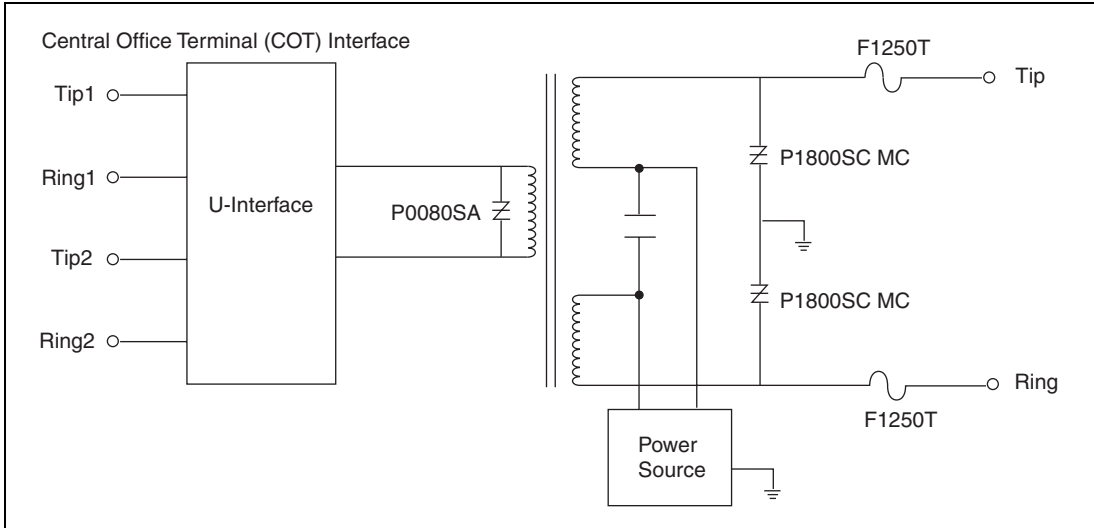 Central Office Terminal (COT) Interface
F1250T
Tip1
Tip
P1800SC MC
Ring1
U-Interface
P0080SA
Tip2
P1800SC MC
Ring2
Ring
F1250T
Power
Source